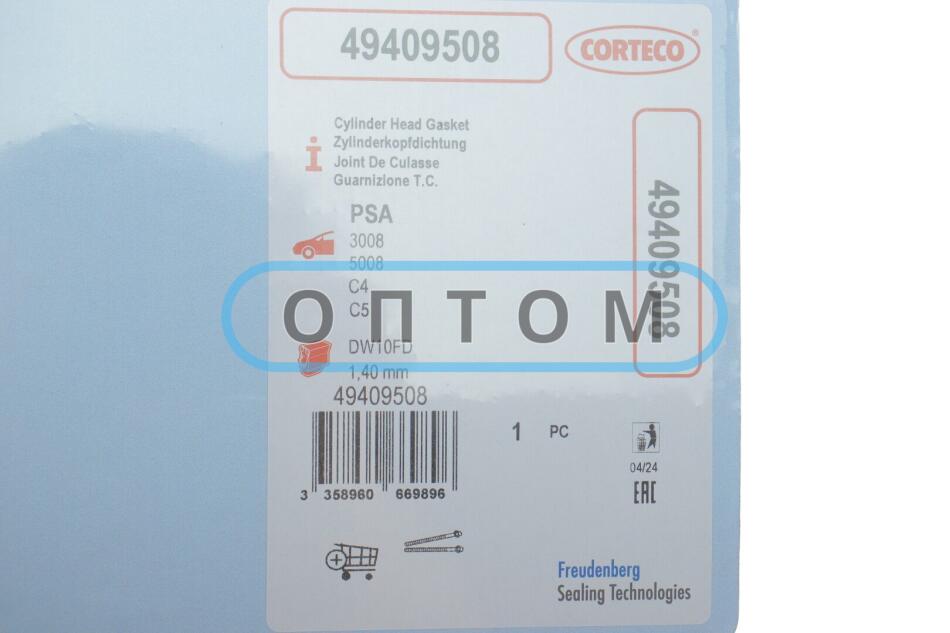 49409508
CORTECO®
Cylinder Head Gasket
Zylinderkopfdichtung
Joint De Culasse
Guarnizione T.C.
PSA
3008
5008
C4
C5
ОПТОМ
49409508
DW10FD
1,40 mm
49409508
1 PC
3 358960 669896
04/24
EAC
Freudenberg
Sealing Technologies